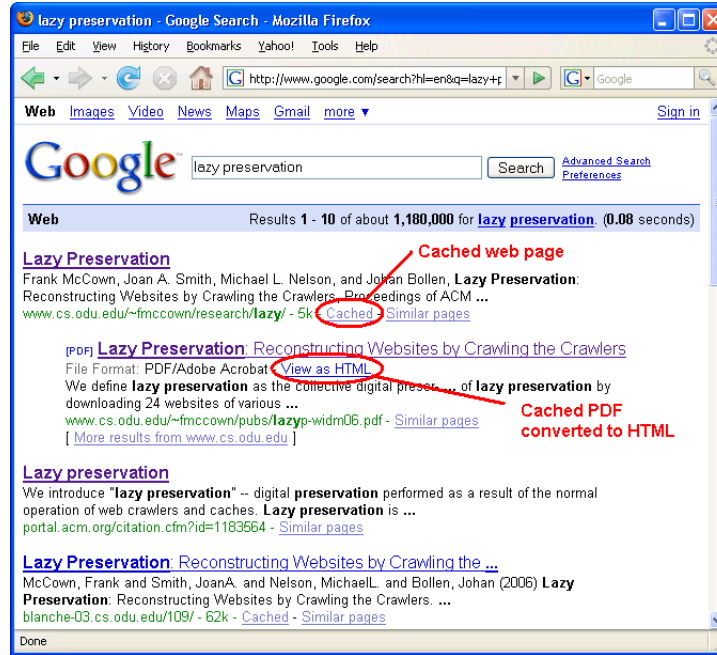 lazy preservation - Google Search - Mozilla Firefox
File Edit View History Bookmarks Yahoo! Tools Help
G http://www.google.com/search?hl=en&q=lazy+p G Google
Web Images Video News Maps Gmail more ▼ Sign in
Google™ lazy preservation Search Advanced Search
Preferences
Web Results 1 - 10 of about 1,180,000 for lazy preservation. (0.08 seconds)
Cached web page
Lazy Preservation
Frank McCown, Joan A. Smith, Michael L. Nelson, and Johan Bollen, Lazy Preservation:
Reconstructing Websites by Crawling the Crawlers, Proceedings of ACM ...
www.cs.odu.edu/~fmccown/research/lazy/ - 5k - Cached - Similar pages
[PDF] Lazy Preservation: Reconstructing Websites by Crawling the Crawlers
File Format: PDF/Adobe Acrobat - View as HTML
We define lazy preservation as the collective digital preser- ... of lazy preservation by
downloading 24 websites of various ...
www.cs.odu.edu/~fmccown/pubs/lazyp-widm06.pdf - Similar pages
[ More results from www.cs.odu.edu ]
Cached PDF
converted to HTML
Lazy preservation
We introduce "lazy preservation" -- digital preservation performed as a result of the normal
operation of web crawlers and caches. Lazy preservation is ...
portal.acm.org/citation.cfm?id=1183564 - Similar pages
Lazy Preservation: Reconstructing Websites by Crawling the ...
McCown, Frank and Smith, JoanA. and Nelson, MichaelL. and Bollen, Johan (2006) Lazy
Preservation: Reconstructing Websites by Crawling the Crawlers. ...
blanche-03.cs.odu.edu/109/ - 62k - Cached - Similar pages
Done